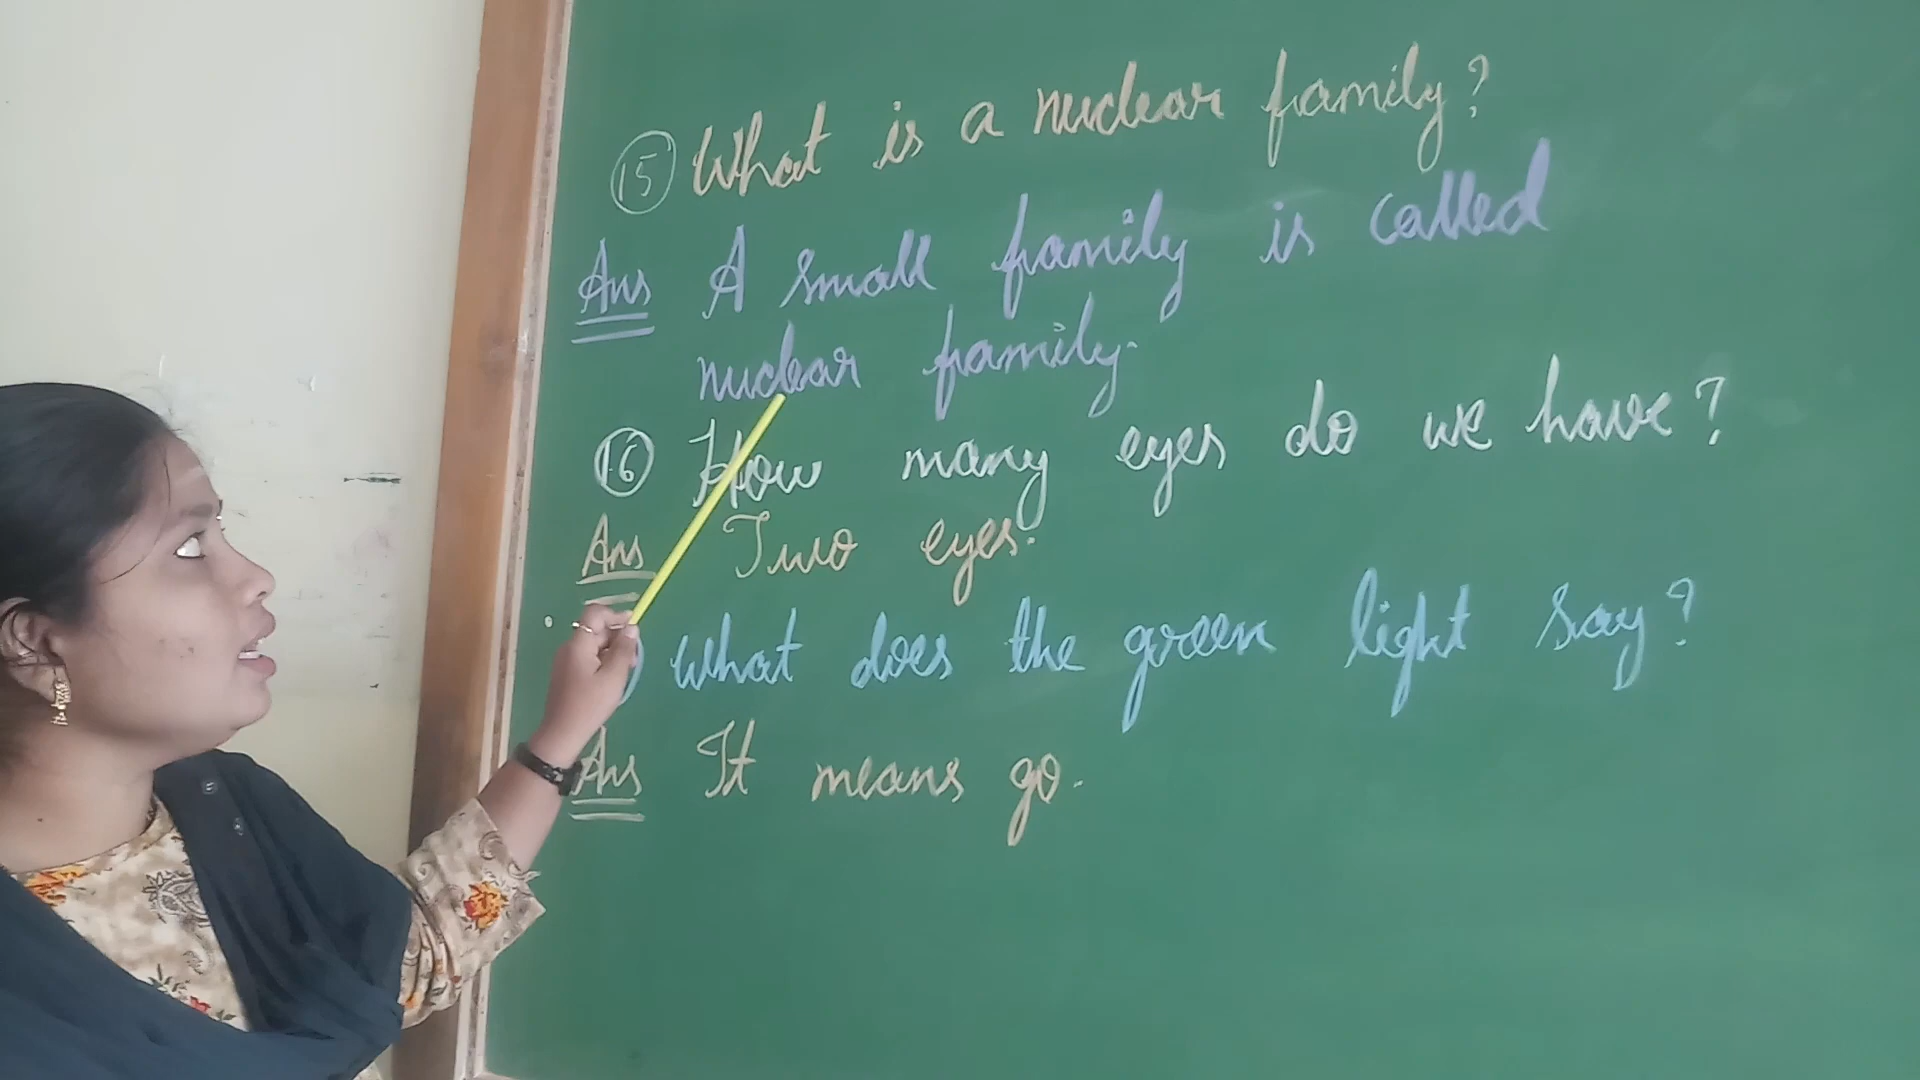 15 What is a nuclear family?
Ans A small family is called
nuclear family.
16 How many eyes do we have?
Ans Two eyes.
What does the green light say?
Ans It means go.